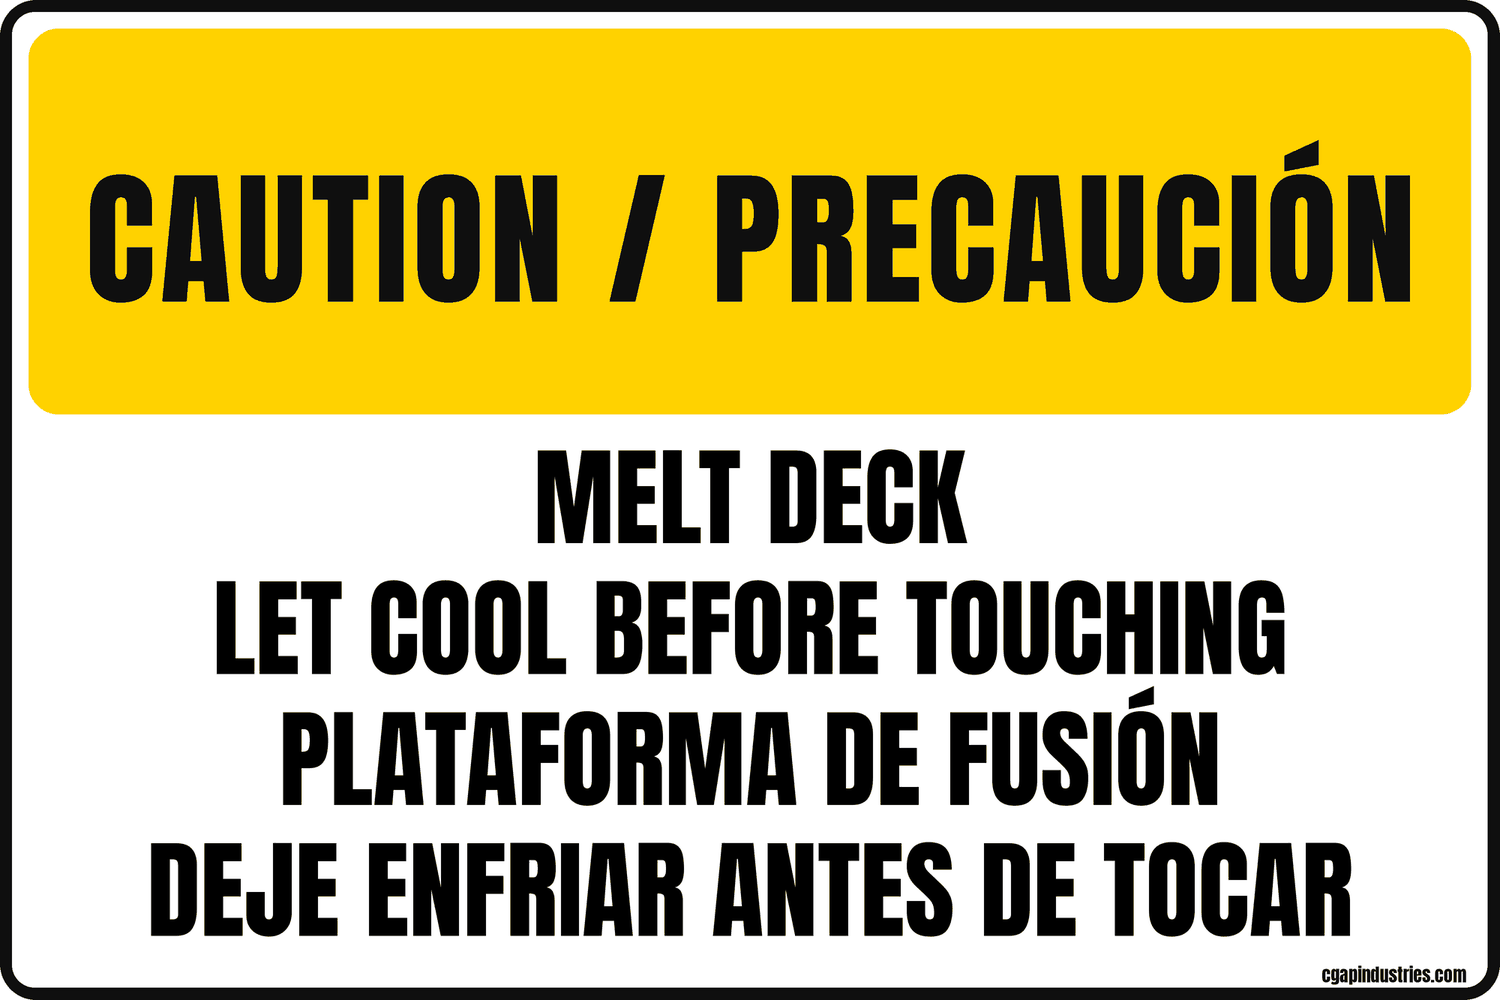 CAUTION / PRECAUCIÓN
MELT DECK
LET COOL BEFORE TOUCHING
PLATAFORMA DE FUSIÓN
DEJE ENFRIAR ANTES DE TOCAR
cgapindustries.com